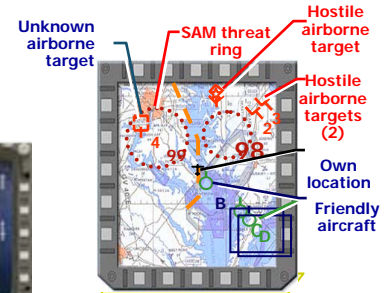 Unknown
airborne
target
SAM threat
ring
Hostile
airborne
target
Hostile
airborne
targets
(2)
Own
location
Friendly
aircraft
4
99
98
2
3
B
C
D
7